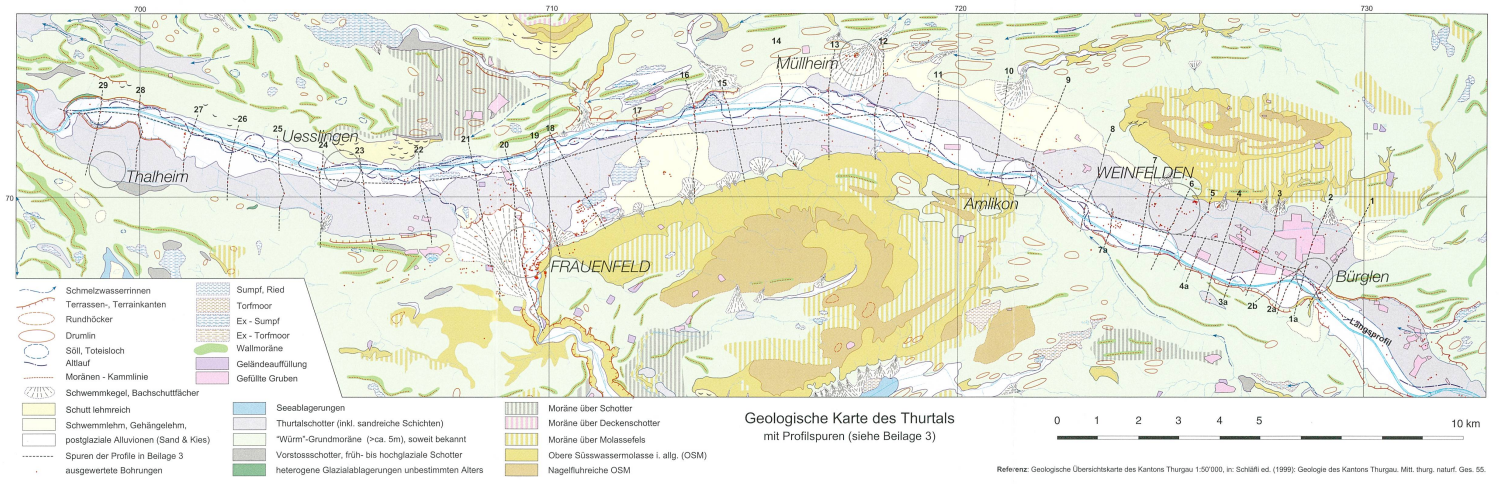 700
710
720
730
70
29
28
27
26
25
24
23
22
21
20
19
18
17
16
15
14
13
12
11
10
9
8
7
6
5
4
3
2
1
7a
4a
3a
2b
2a
1a
Uesslingen
Thalheim
FRAUENFELD
Müllheim
Amlikon
WEINFELDEN
Bürglen
Längsprofil
Schmelzwasserrinnen
Terrassen-, Terrainkanten
Rundhöcker
Drumlin
Söll, Toteisloch
Altlauf
Moränen - Kammlinie
Schwemmkegel, Bachschuttfächer
Schutt lehmreich
Schwemmlehm, Gehängelehm,
postglaziale Alluvionen (Sand & Kies)
Spuren der Profile in Beilage 3
ausgewertete Bohrungen
Sumpf, Ried
Torfmoor
Ex - Sumpf
Ex - Torfmoor
Wallmoräne
Geländeauffüllung
Gefüllte Gruben
Seeablagerungen
Thurtalschotter (inkl. sandreiche Schichten)
"Würm"-Grundmoräne (>ca. 5m), soweit bekannt
Vorstossschotter, früh- bis hochglaziale Schotter
heterogene Glazialablagerungen unbestimmten Alters
Moräne über Schotter
Moräne über Deckenschotter
Moräne über Molassefels
Obere Süsswassermolasse i. allg. (OSM)
Nagelfluhreiche OSM
Geologische Karte des Thurtals
mit Profilspuren (siehe Beilage 3)
0 1 2 3 4 5 10 km
Referenz: Geologische Übersichtskarte des Kantons Thurgau 1:50'000, in: Schläfli ed. (1999): Geologie des Kantons Thurgau. Mitt. thurg. naturf. Ges. 55.